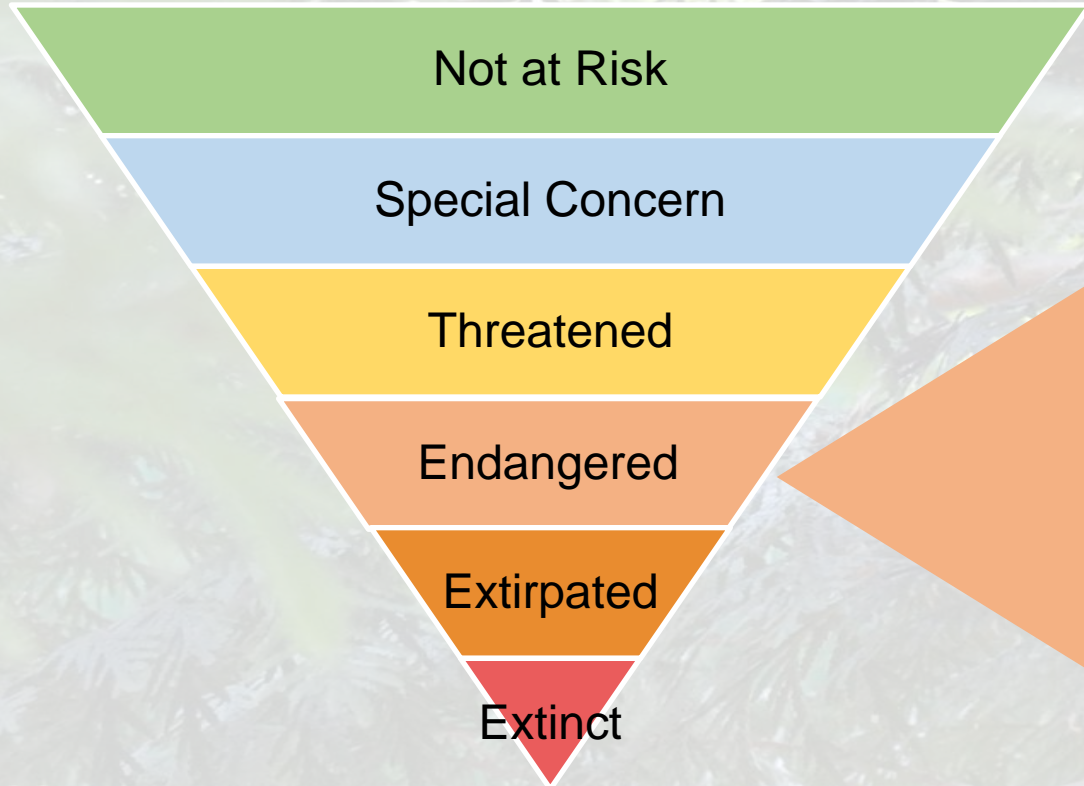 Not at Risk
Special Concern
Threatened
Endangered
Extirpated
Extinct